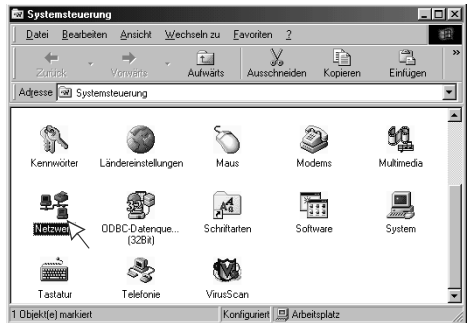 Systemsteuerung
Datei Bearbeiten Ansicht Wechseln zu Favoriten ?
Zurück Vorwärts Aufwärts Ausschneiden Kopieren Einfügen »
Adresse Systemsteuerung
Kennwörter Ländereinstellungen Maus Modems Multimedia
Netzwerk ODBC-Datenque... Schriftarten Software System
(32Bit)
Tastatur Telefonie VirusScan
1 Objekt(e) markiert Konfiguriert Arbeitsplatz